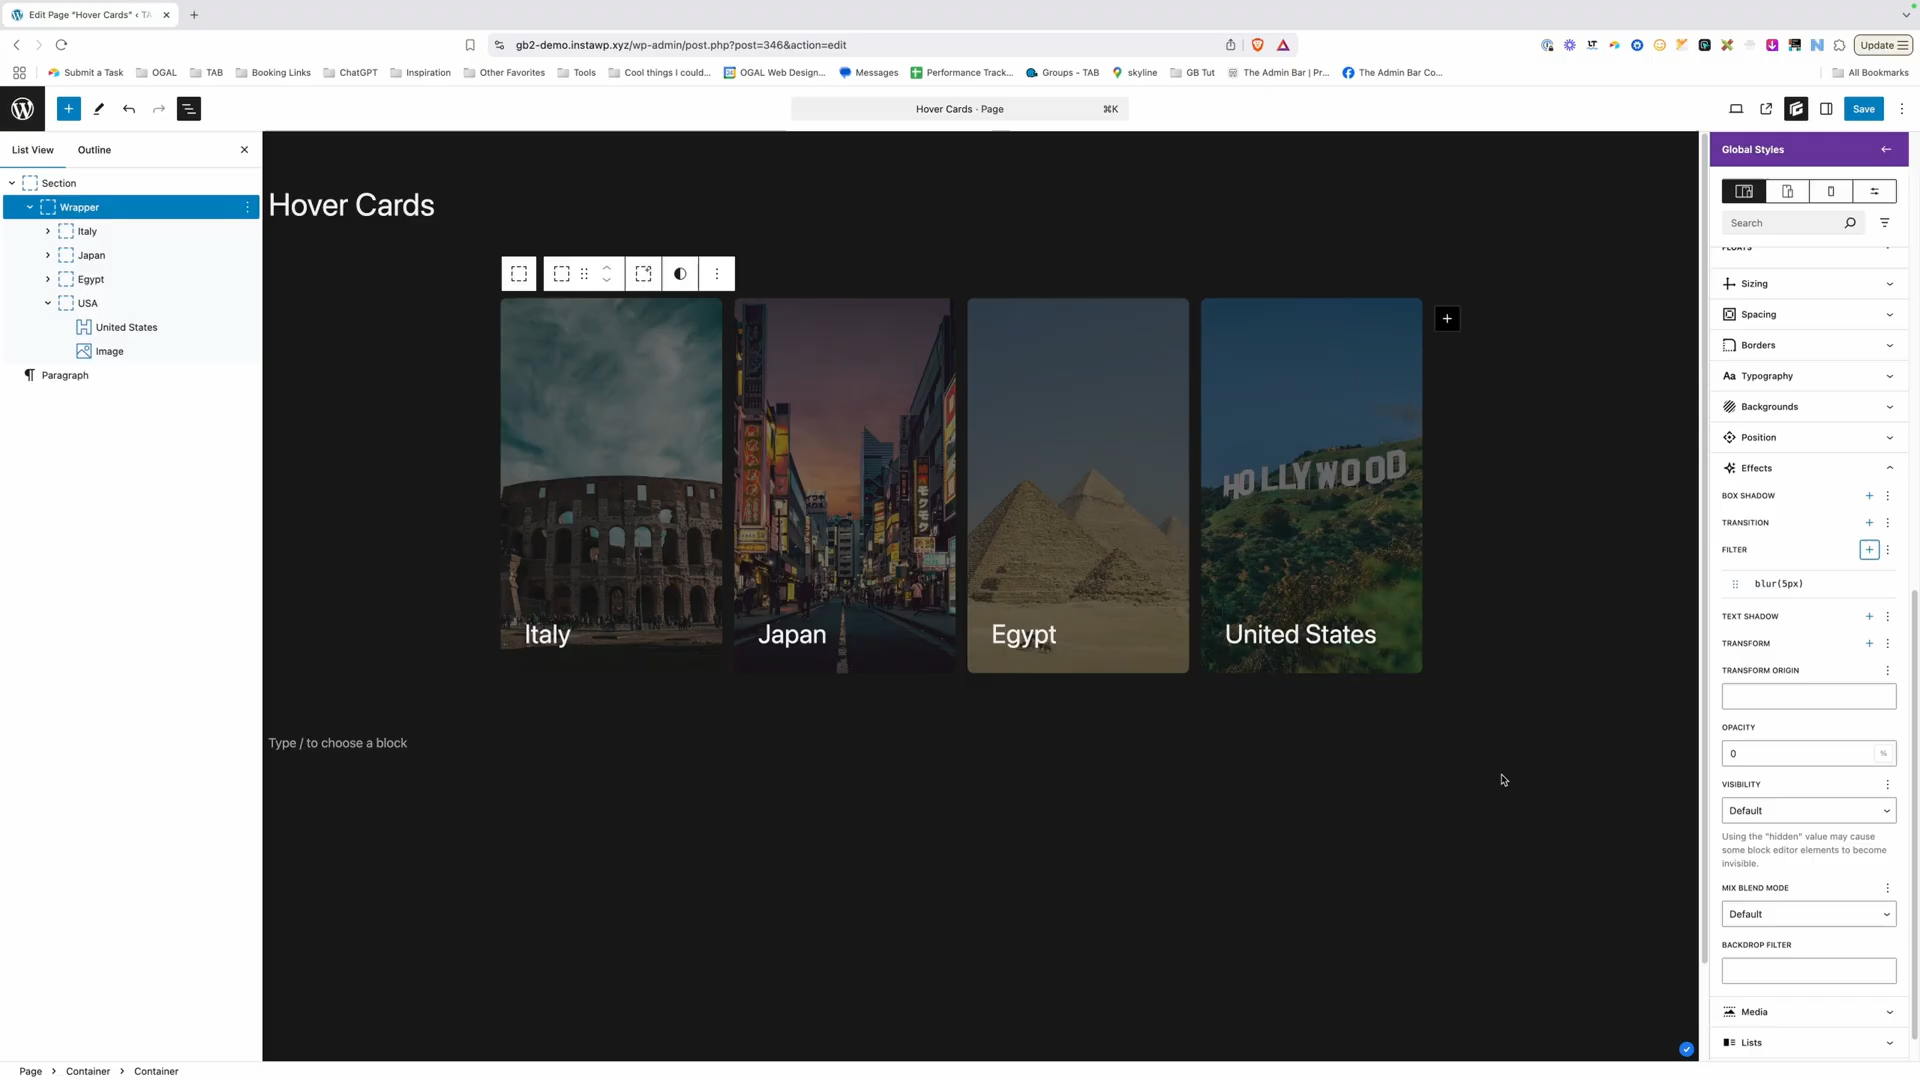 Edit Page "Hover Cards" ‹ TA
gb2-demo.instawp.xyz/wp-admin/post.php?post=346&action=edit
Update
Submit a Task
OGAL
TAB
Booking Links
ChatGPT
Inspiration
Other Favorites
Tools
Cool things I could...
OGAL Web Design...
Messages
Performance Track...
Groups - TAB
skyline
GB Tut
The Admin Bar | Pr...
The Admin Bar Co...
All Bookmarks
Hover Cards · Page
⌘K
Save
List View
Outline
Section
Wrapper
Italy
Japan
Egypt
USA
United States
Image
Paragraph
Hover Cards
HOLLYWOOD
Italy
Japan
Egypt
United States
Type / to choose a block
Global Styles
Search
FLOATS
Sizing
Spacing
Borders
Aa Typography
Backgrounds
Position
Effects
BOX SHADOW
TRANSITION
FILTER
blur(5px)
TEXT SHADOW
TRANSFORM
TRANSFORM ORIGIN
OPACITY
0 %
VISIBILITY
Default
Using the "hidden" value may cause
some block editor elements to become
invisible.
MIX BLEND MODE
Default
BACKDROP FILTER
Media
Lists
Page > Container > Container